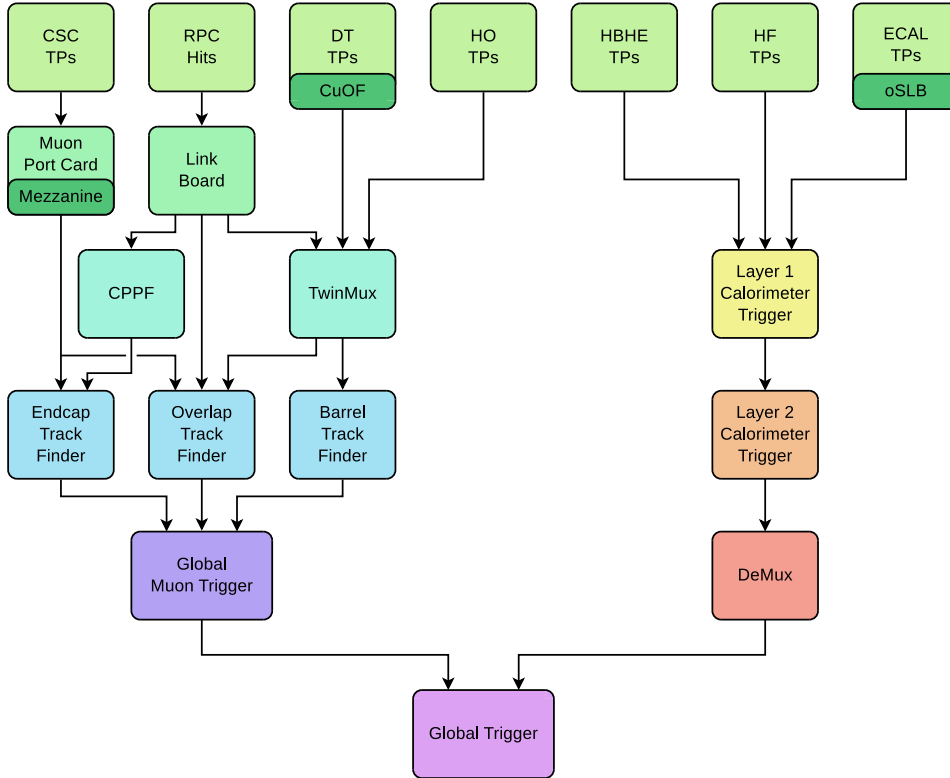 CSC
TPs
RPC
Hits
DT
TPs
CuOF
HO
TPs
HBHE
TPs
HF
TPs
ECAL
TPs
oSLB
Muon
Port Card
Mezzanine
Link
Board
CPPF
TwinMux
Layer 1
Calorimeter
Trigger
Endcap
Track
Finder
Overlap
Track
Finder
Barrel
Track
Finder
Layer 2
Calorimeter
Trigger
Global
Muon Trigger
DeMux
Global Trigger